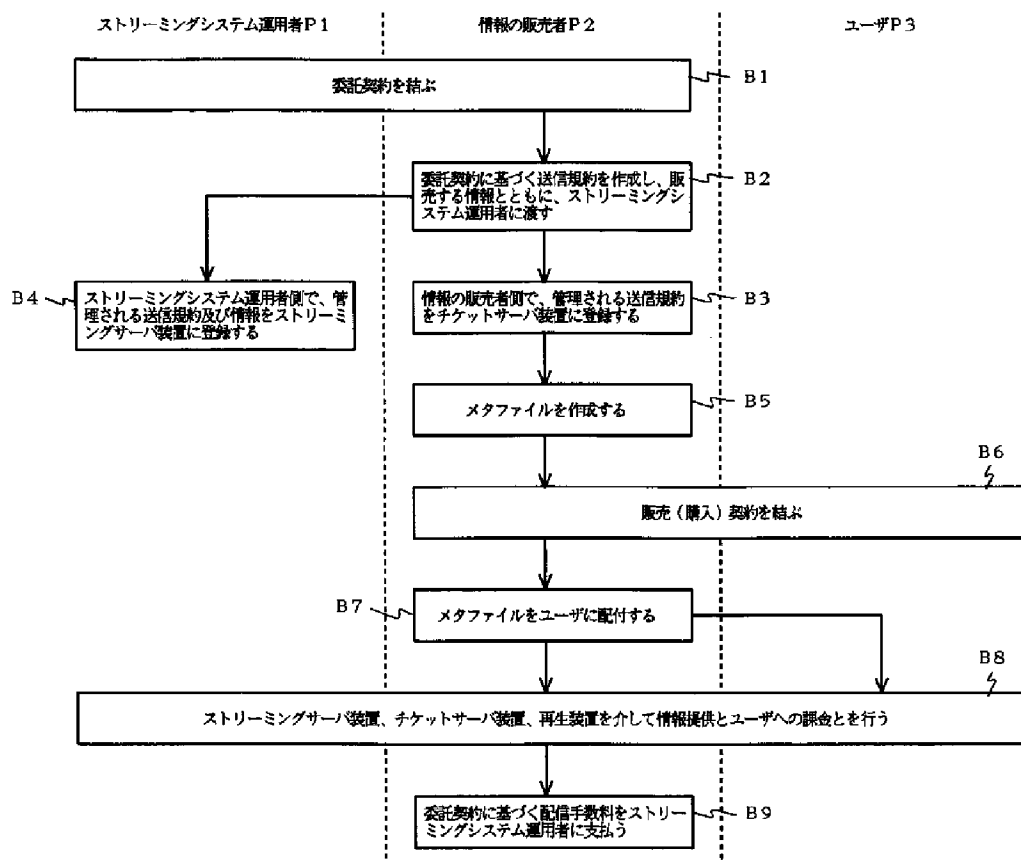 ストリーミングシステム運用者P1
情報の販売者P2
ユーザP3
委託契約を結ぶ
B1
委託契約に基づく送信規約を作成し、販
売する情報とともに、ストリーミングシ
ステム運用者に渡す
B2
B4
ストリーミングシステム運用者側で、管
理される送信規約及び情報をストリーミ
ングサーバ装置に登録する
情報の販売者側で、管理される送信規約
をチケットサーバ装置に登録する
B3
メタファイルを作成する
B5
B6
販売(購入)契約を結ぶ
B7
メタファイルをユーザに配付する
B8
ストリーミングサーバ装置、チケットサーバ装置、再生装置を介して情報提供とユーザへの課金とを行う
委託契約に基づく配信手数料をストリー
ミングシステム運用者に支払う
B9